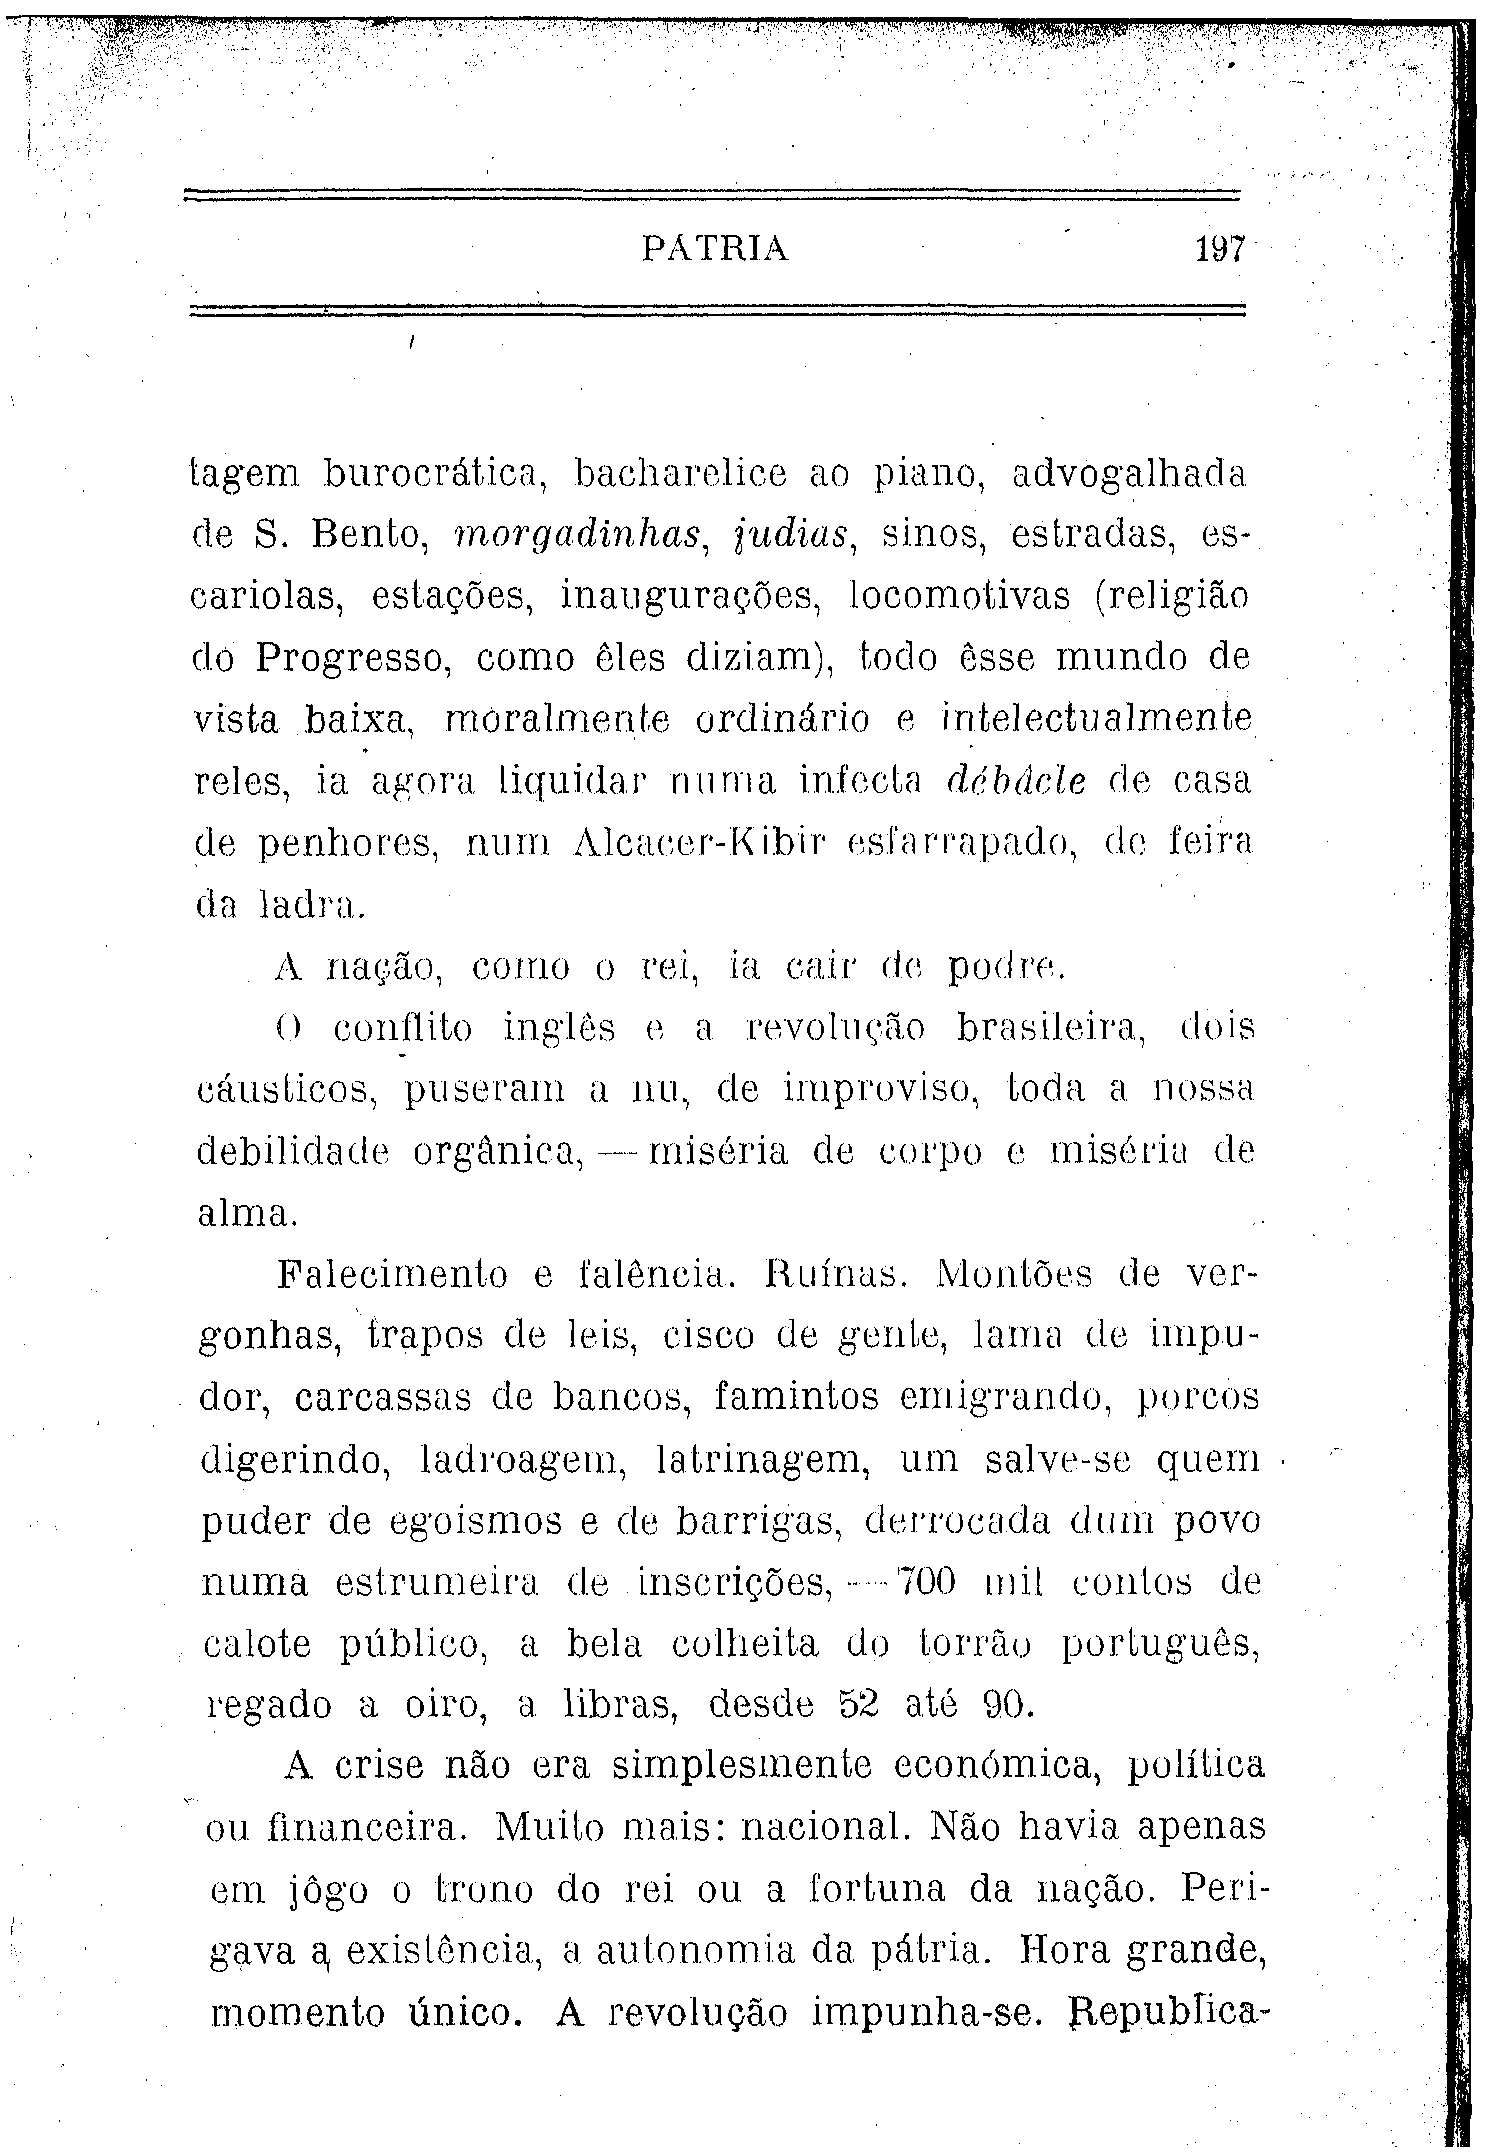 PÁTRIA 197
tagem burocrática, bacharelice ao piano, advogalhada
de S. Bento, morgadinhas, judias, sinos, estradas, es-
cariolas, estações, inaugurações, locomotivas (religião
do Progresso, como êles diziam), todo êsse mundo de
vista baixa, moralmente ordinário e intelectualmente
reles, ia agora liquidar numa infecta débâcle de casa
de penhores, num Alcacer-Kibir esfarrapado, de feira
da ladra.
A nação, como o rei, ia cair de podre.
O conflito inglês e a revolução brasileira, dois
cáusticos, puseram a nu, de improviso, toda a nossa
debilidade orgânica, — miséria de corpo e miséria de
alma.
Falecimento e falência. Ruínas. Montões de ver-
gonhas, trapos de leis, cisco de gente, lama de impu-
dor, carcassas de bancos, famintos emigrando, porcos
digerindo, ladroagem, latrinagem, um salve-se quem
puder de egoismos e de barrigas, derrocada dum povo
numa estrumeira de inscrições, — 700 mil contos de
calote público, a bela colheita do torrão português,
regado a oiro, a libras, desde 52 até 90.
A crise não era simplesmente económica, política
ou financeira. Muito mais: nacional. Não havia apenas
em jôgo o trono do rei ou a fortuna da nação. Peri-
gava a existência, a autonomia da pátria. Hora grande,
momento único. A revolução impunha-se. Republica-